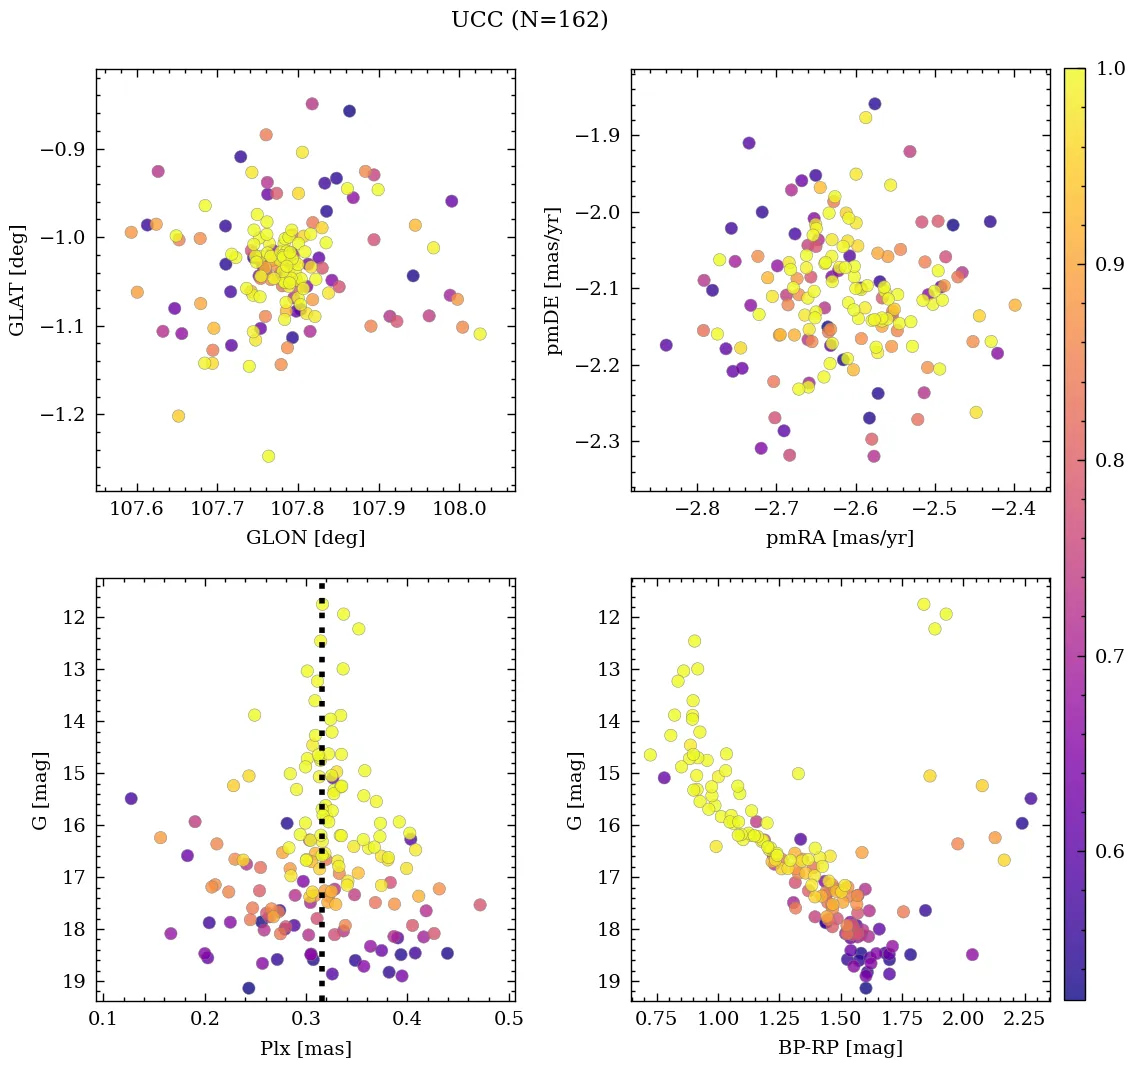 UCC (N=162)
−0.9
−1.0
−1.1
−1.2
GLAT [deg]
107.6 107.7 107.8 107.9 108.0
GLON [deg]
−1.9
−2.0
−2.1
−2.2
−2.3
pmDE [mas/yr]
−2.8 −2.7 −2.6 −2.5 −2.4
pmRA [mas/yr]
1.0
0.9
0.8
0.7
0.6
12
13
14
15
16
17
18
19
G [mag]
0.1 0.2 0.3 0.4 0.5
Plx [mas]
12
13
14
15
16
17
18
19
G [mag]
0.75 1.00 1.25 1.50 1.75 2.00 2.25
BP-RP [mag]